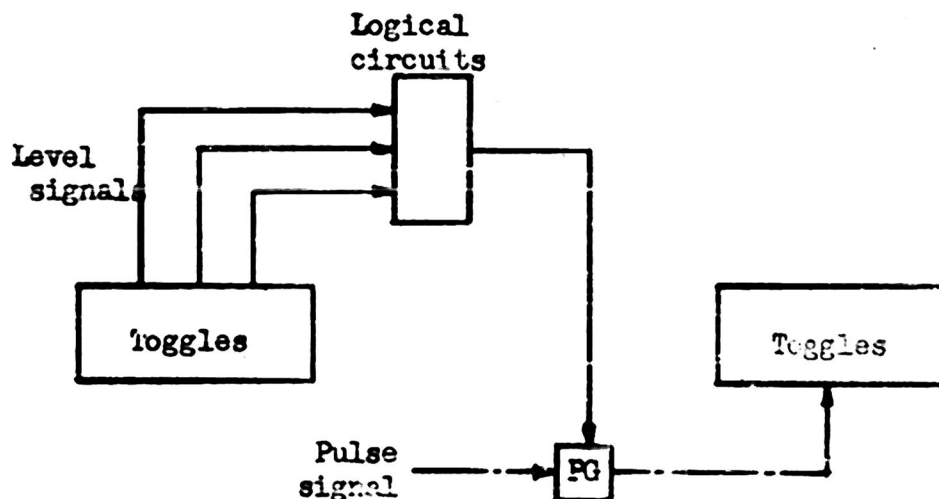 Logical
circuits
Level
signals
Toggles
Toggles
Pulse
signal
PG